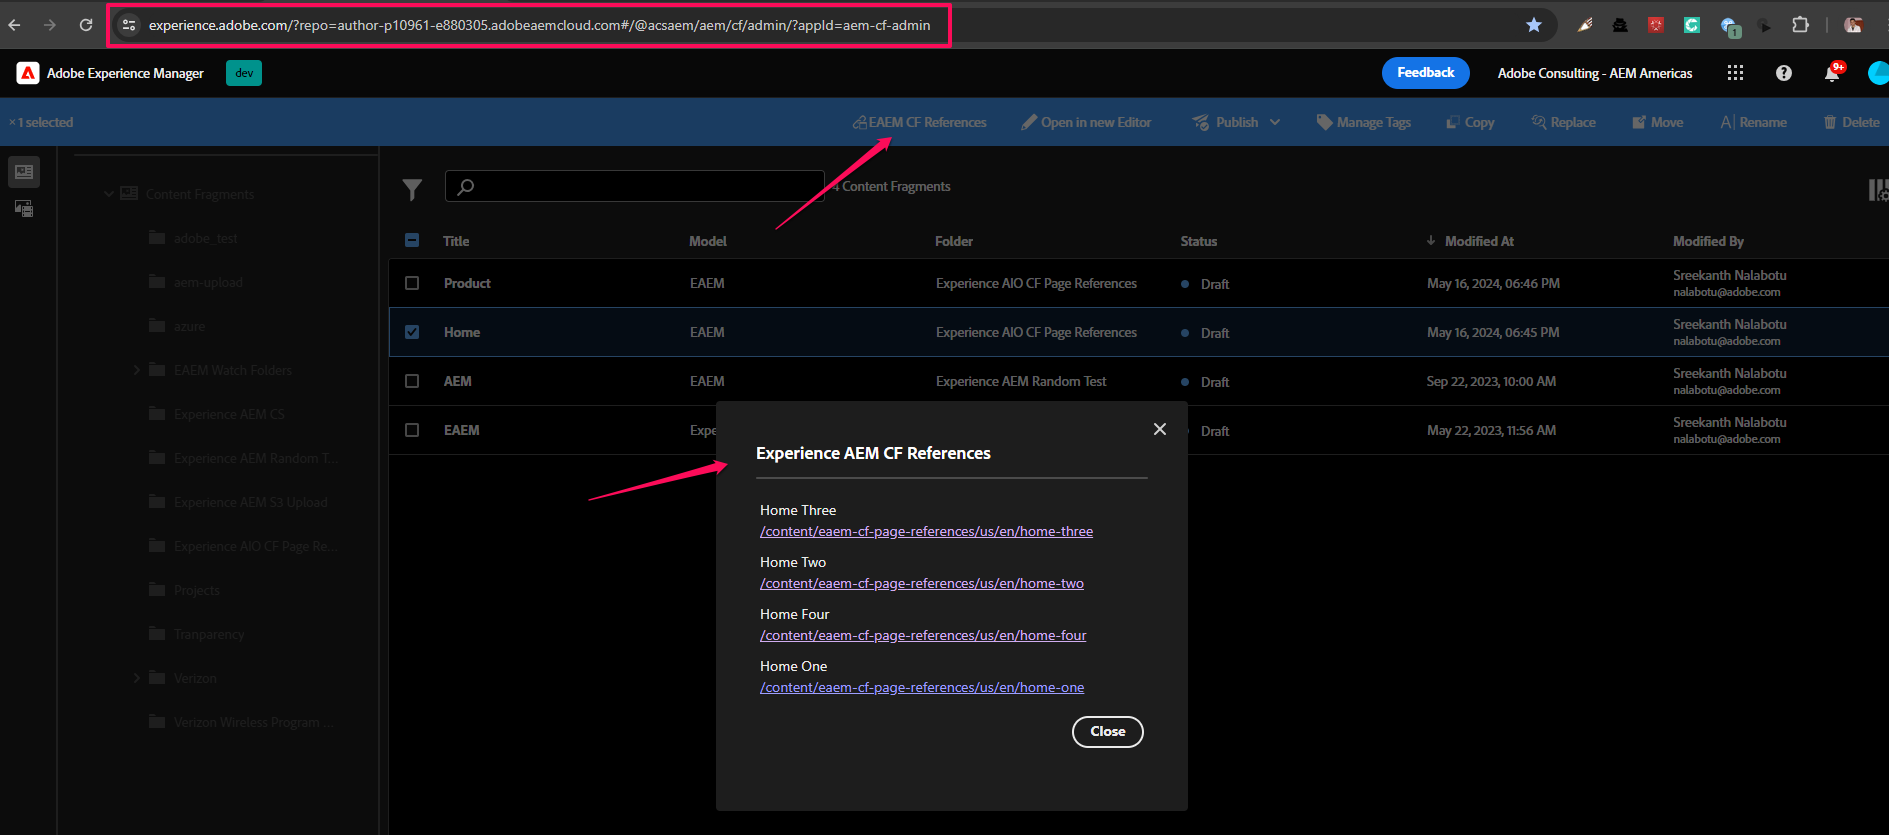 experience.adobe.com/?repo=author-p10961-e880305.adobeaemcloud.com#/@acsaem/aem/cf/admin/?appId=aem-cf-admin
1
Adobe Experience Manager dev Feedback Adobe Consulting - AEM Americas 9+
× 1 selected EAEM CF References Open in new Editor Publish Manage Tags Copy Replace Move Rename Delete
Content Fragments
adobe_test
aem-upload
azure
EAEM Watch Folders
Experience AEM CS
Experience AEM Random T...
Experience AEM S3 Upload
Experience AIO CF Page Re...
Projects
Tranparency
Verizon
Verizon Wireless Program ...
4 Content Fragments
Title Model Folder Status Modified At Modified By
Product EAEM Experience AIO CF Page References Draft May 16, 2024, 06:46 PM Sreekanth Nalabotu
nalabotu@adobe.com
Home EAEM Experience AIO CF Page References Draft May 16, 2024, 06:45 PM Sreekanth Nalabotu
nalabotu@adobe.com
AEM EAEM Experience AEM Random Test Draft Sep 22, 2023, 10:00 AM Sreekanth Nalabotu
nalabotu@adobe.com
EAEM Expe Draft May 22, 2023, 11:56 AM Sreekanth Nalabotu
nalabotu@adobe.com
Experience AEM CF References
Home Three
/content/eaem-cf-page-references/us/en/home-three
Home Two
/content/eaem-cf-page-references/us/en/home-two
Home Four
/content/eaem-cf-page-references/us/en/home-four
Home One
/content/eaem-cf-page-references/us/en/home-one
Close